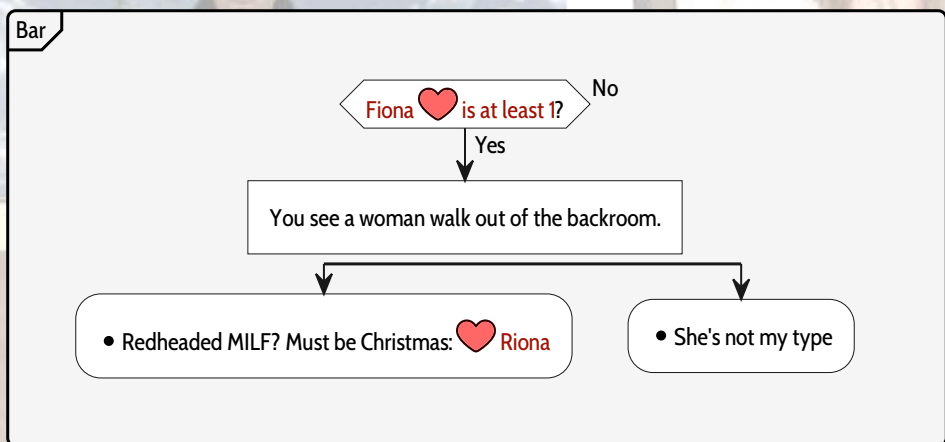 Bar
Fiona ❤ is at least 1?
No
Yes
You see a woman walk out of the backroom.
• Redheaded MILF? Must be Christmas: ❤ Riona
• She's not my type